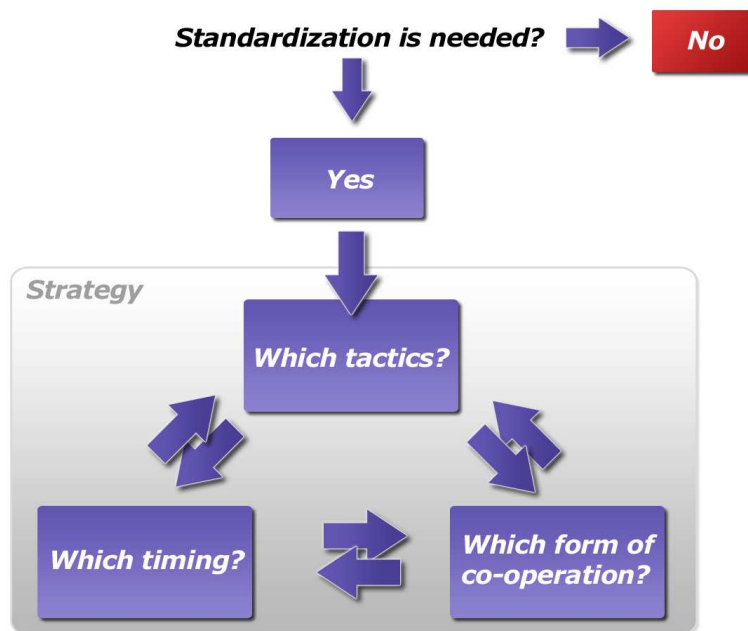 Standardization is needed?
No
Yes
Strategy
Which tactics?
Which timing?
Which form of
co-operation?